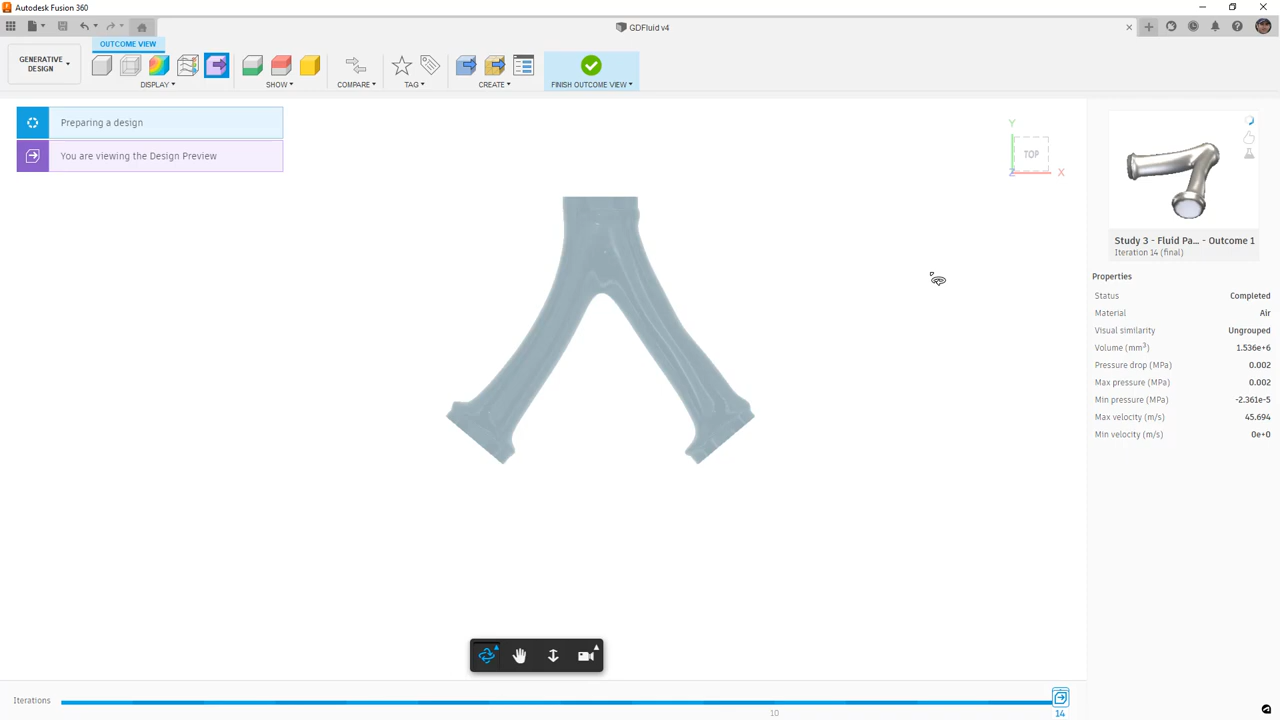 Autodesk Fusion 360
GDFluid v4
OUTCOME VIEW
GENERATIVE
DESIGN
DISPLAY
SHOW
COMPARE
TAG
CREATE
FINISH OUTCOME VIEW
Preparing a design
You are viewing the Design Preview
Y
TOP
Z
X
Study 3 - Fluid Pa... - Outcome 1
Iteration 14 (final)
Properties
Status Completed
Material Air
Visual similarity Ungrouped
Volume (mm³) 1.536e+6
Pressure drop (MPa) 0.002
Max pressure (MPa) 0.002
Min pressure (MPa) -2.361e-5
Max velocity (m/s) 45.694
Min velocity (m/s) 0e+0
Iterations
10
14